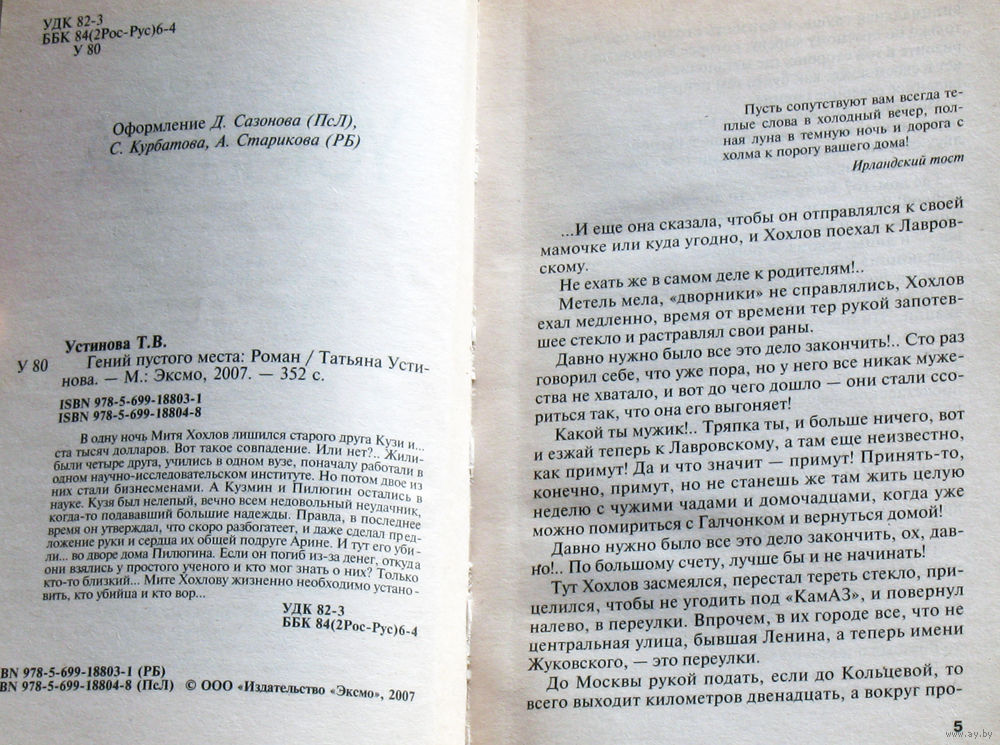 УДК 82-3
ББК 84(2Рос-Рус)6-4
У 80
Оформление Д. Сазонова (ПсЛ),
С. Курбатова, А. Старикова (РБ)
Устинова Т.В.
У 80 Гений пустого места: Роман / Татьяна Усти-
нова. — М.: Эксмо, 2007. — 352 с.
ISBN 978-5-699-18803-1
ISBN 978-5-699-18804-8
В одну ночь Митя Хохлов лишился старого друга Кузи и...
ста тысяч долларов. Вот такое совпадение. Или нет?.. Жили-
были четыре друга, учились в одном вузе, поначалу работали в
одном научно-исследовательском институте. Но потом двое из
них стали бизнесменами. А Кузмин и Пилюгин остались в
науке. Кузя был нелепый, вечно всем недовольный неудачник,
когда-то подававший большие надежды. Правда, в последнее
время он утверждал, что скоро разбогатеет, и даже сделал пред-
ложение руки и сердца их общей подруге Арине. И тут его уби-
ли... во дворе дома Пилюгина. Если он погиб из-за денег, откуда
они взялись у простого ученого и кто мог знать о них? Только
кто-то близкий... Мите Хохлову жизненно необходимо устано-
вить, кто убийца и кто вор...
УДК 82-3
ББК 84(2Рос-Рус)6-4
BN 978-5-699-18803-1 (РБ)
BN 978-5-699-18804-8 (ПсЛ) © ООО «Издательство «Эксмо», 2007
Пусть сопутствуют вам всегда те-
плые слова в холодный вечер, пол-
ная луна в темную ночь и дорога с
холма к порогу вашего дома!
Ирландский тост
...И еще она сказала, чтобы он отправлялся к своей
мамочке или куда угодно, и Хохлов поехал к Лавров-
скому.
Не ехать же в самом деле к родителям!..
Метель мела, «дворники» не справлялись, Хохлов
ехал медленно, время от времени тер рукой запотев-
шее стекло и растравлял свои раны.
Давно нужно было все это дело закончить!.. Сто раз
говорил себе, что уже пора, но у него все никак муже-
ства не хватало, и вот до чего дошло — они стали ссо-
риться так, что она его выгоняет!
Какой ты мужик!.. Тряпка ты, и больше ничего, вот
и езжай теперь к Лавровскому, а там еще неизвестно,
как примут! Да и что значит — примут! Принять-то,
конечно, примут, но не станешь же там жить целую
неделю с чужими чадами и домочадцами, когда уже
можно помириться с Галчонком и вернуться домой!
Давно нужно было все это дело закончить, ох, дав-
но!.. По большому счету, лучше бы и не начинать!
Тут Хохлов засмеялся, перестал тереть стекло, при-
целился, чтобы не угодить под «КамАЗ», и повернул
налево, в переулки. Впрочем, в их городе все, что не
центральная улица, бывшая Ленина, а теперь имени
Жуковского, — это переулки.
До Москвы рукой подать, если до Кольцевой, то
всего выходит километров двенадцать, а вокруг про-
5
www.ay.by